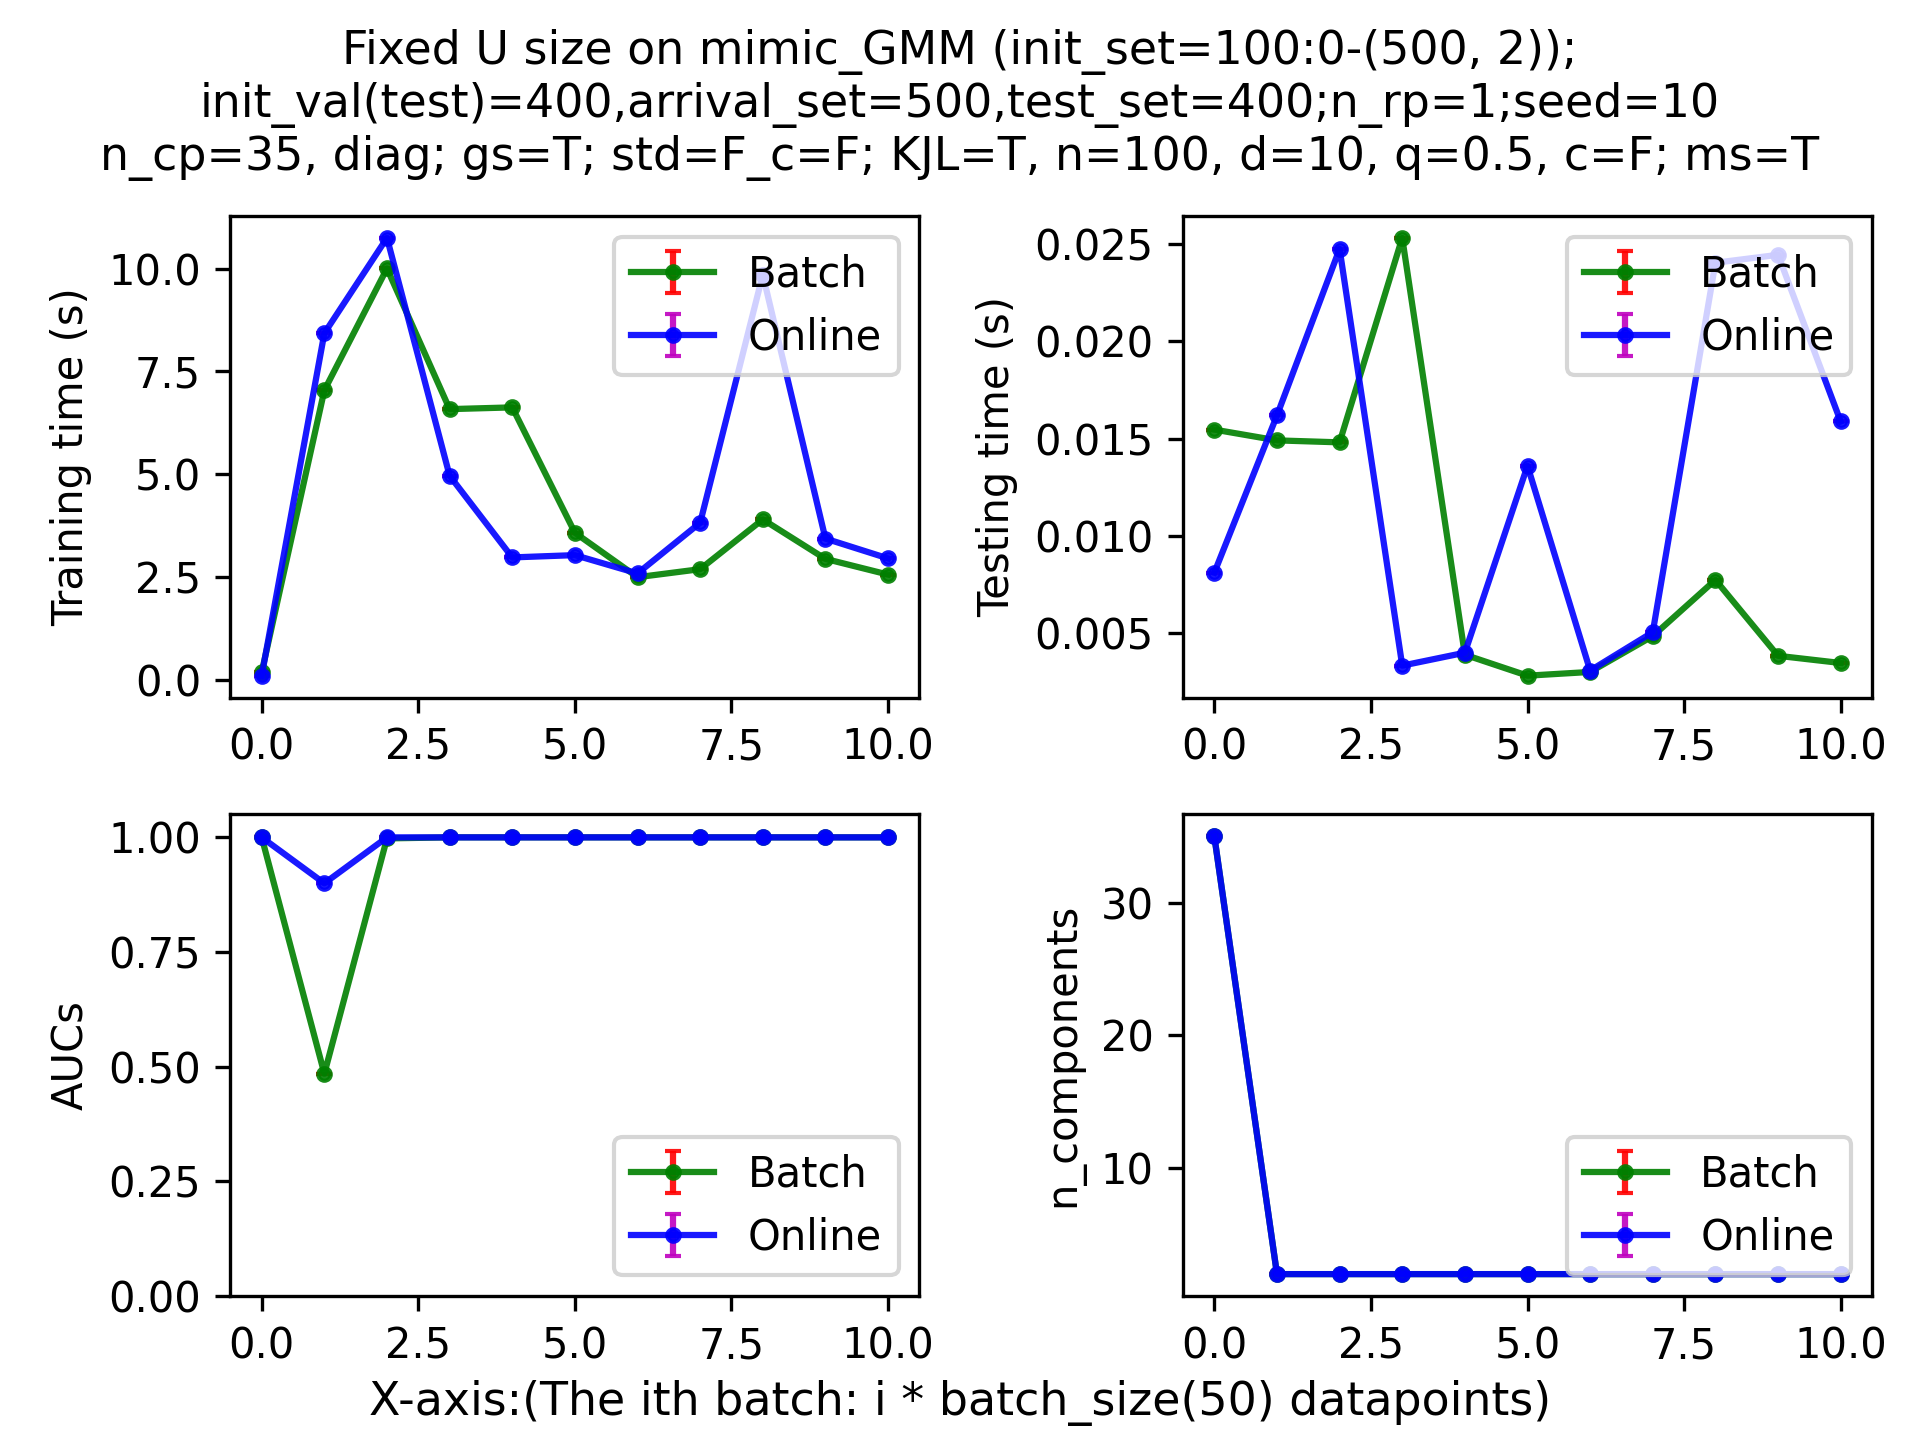 Fixed U size on mimic_GMM (init_set=100:0-(500, 2));
init_val(test)=400,arrival_set=500,test_set=400;n_rp=1;seed=10
n_cp=35, diag; gs=T; std=F_c=F; KJL=T, n=100, d=10, q=0.5, c=F; ms=T
Training time (s)
10.0
7.5
5.0
2.5
0.0
Batch
Online
0.0 2.5 5.0 7.5 10.0
Testing time (s)
0.025
0.020
0.015
0.010
0.005
Batch
Online
0.0 2.5 5.0 7.5 10.0
AUCs
1.00
0.75
0.50
0.25
0.00
Batch
Online
0.0 2.5 5.0 7.5 10.0
n_components
30
20
10
Batch
Online
0.0 2.5 5.0 7.5 10.0
X-axis:(The ith batch: i * batch_size(50) datapoints)